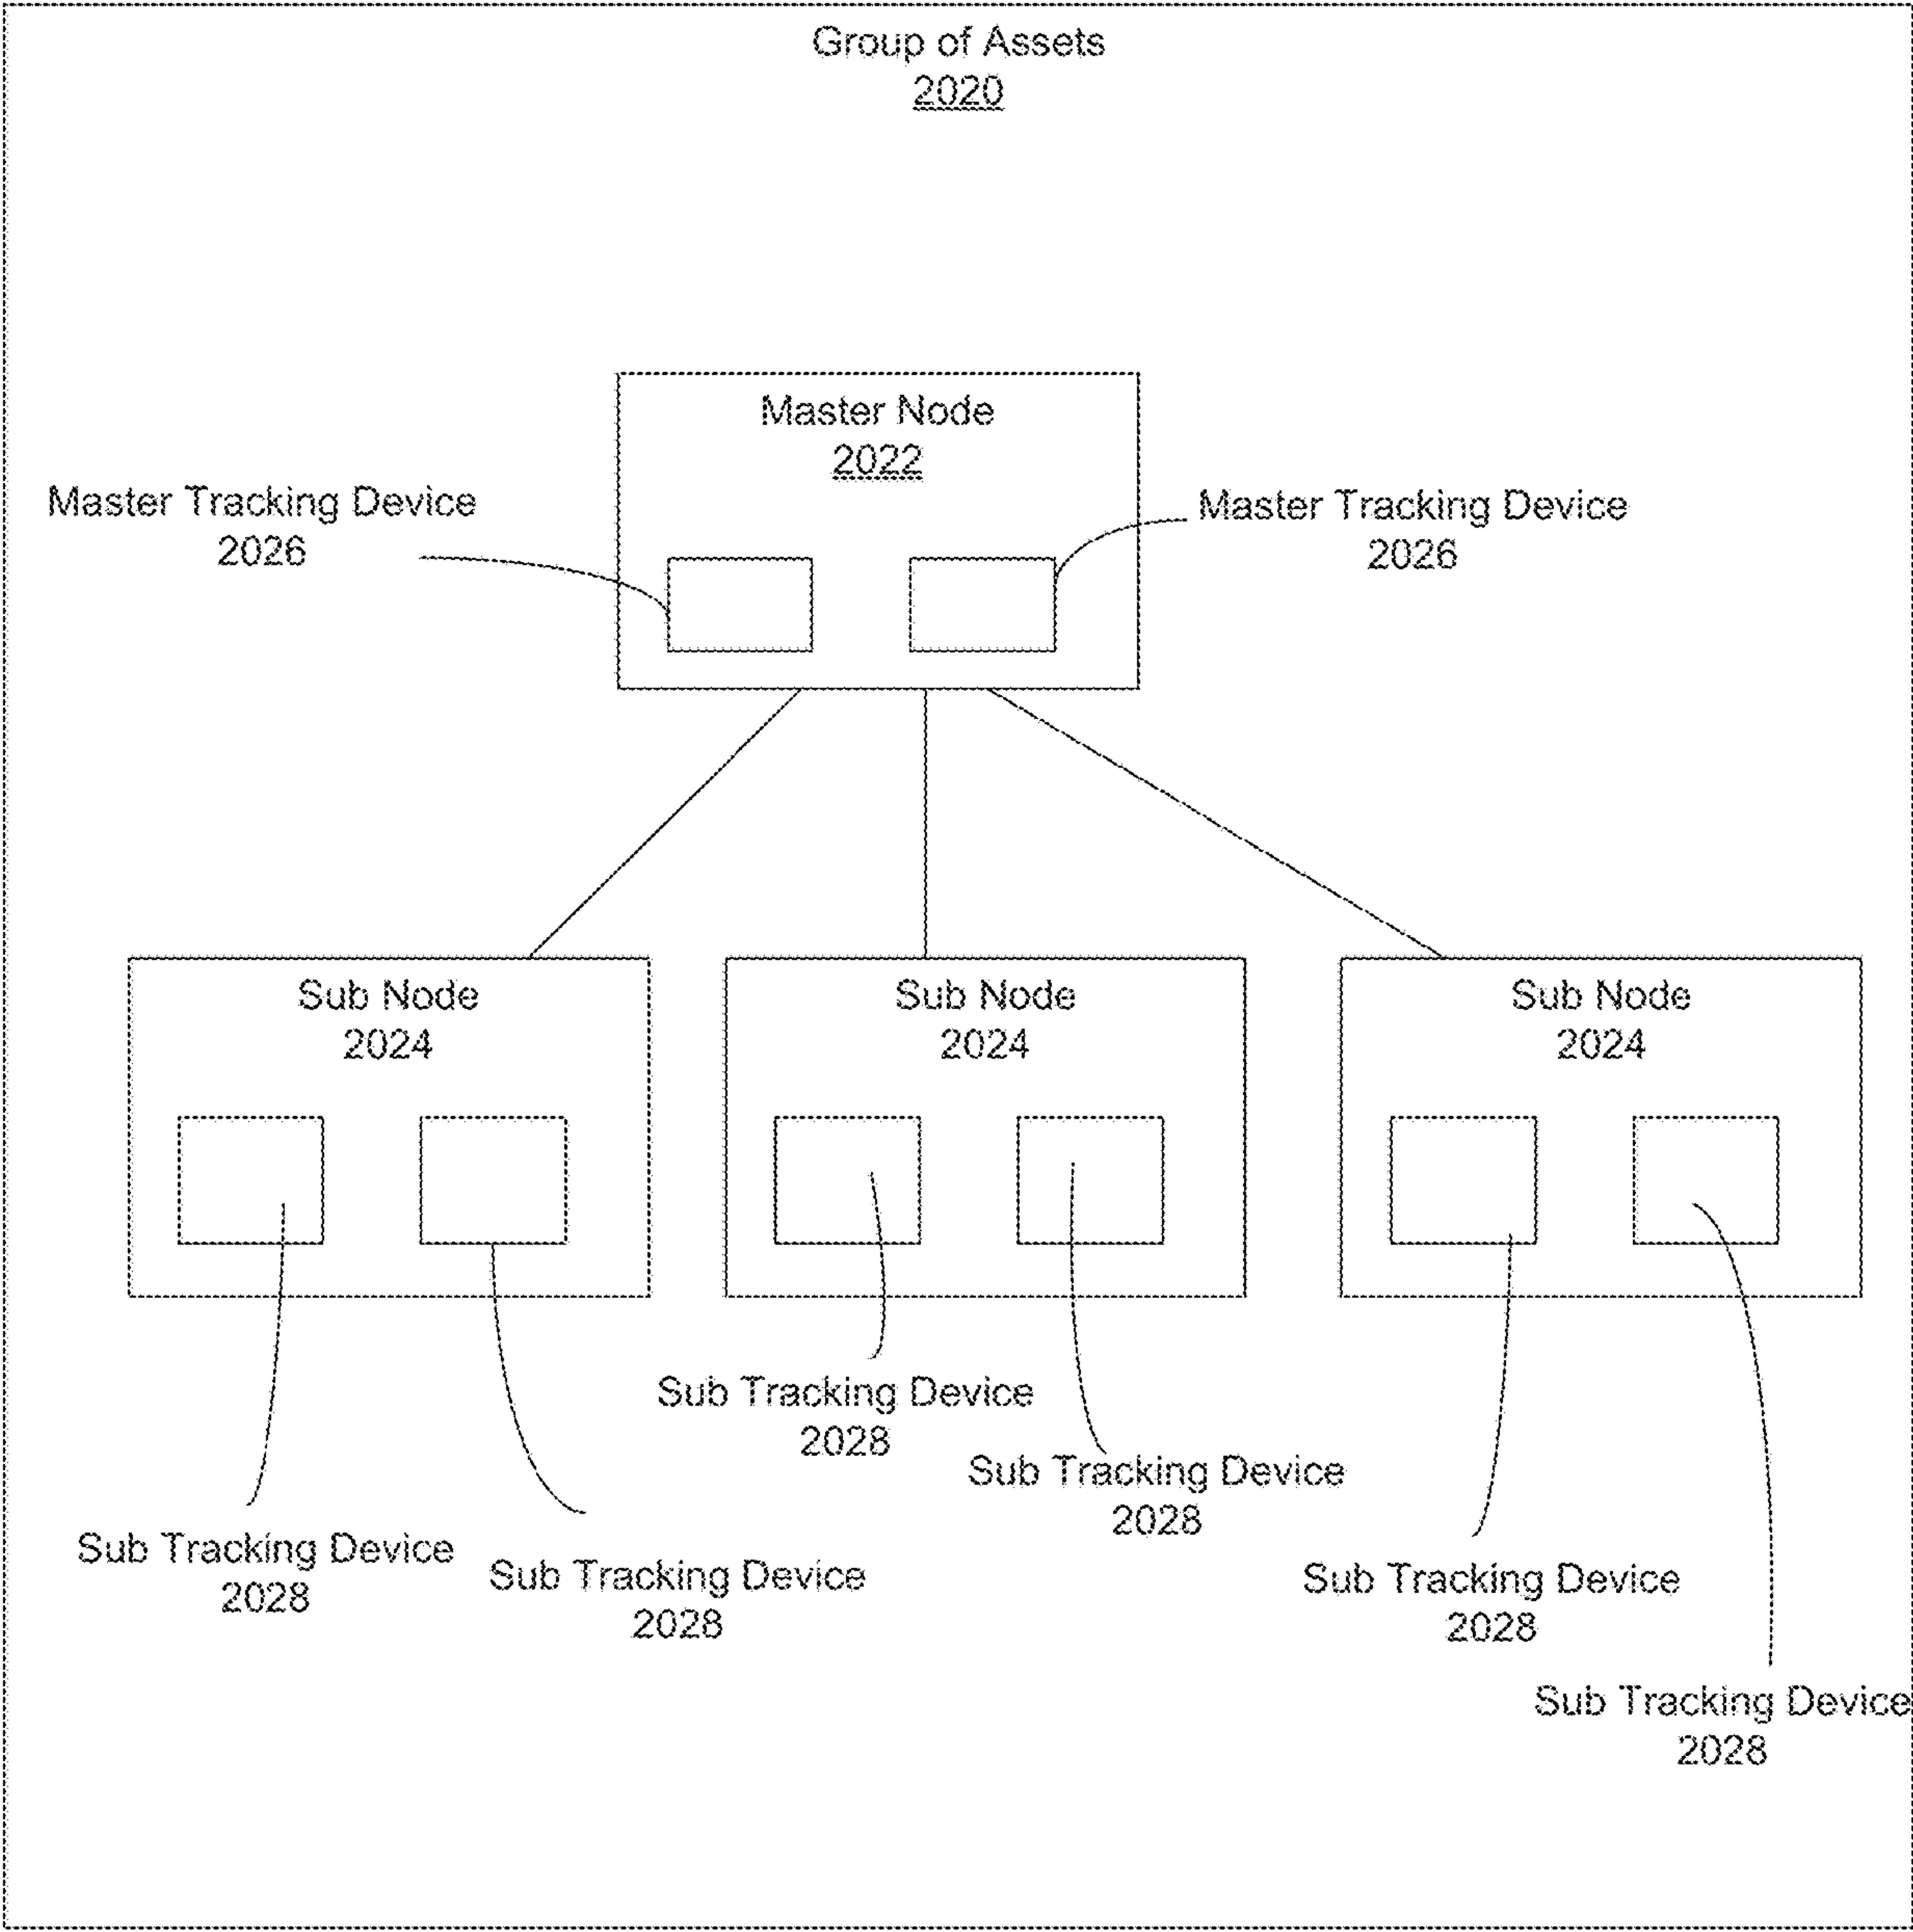 Group of Assets
2020
Master Node
2022
Master Tracking Device
2026
Master Tracking Device
2026
Sub Node
2024
Sub Node
2024
Sub Node
2024
Sub Tracking Device
2028
Sub Tracking Device
2028
Sub Tracking Device
2028
Sub Tracking Device
2028
Sub Tracking Device
2028
Sub Tracking Device
2028